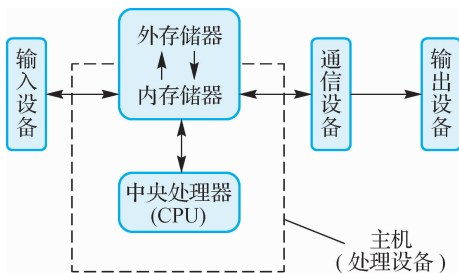 外存储器
内存储器
输入设备
通信设备
输出设备
中央处理器
(CPU)
主机
(处理设备)